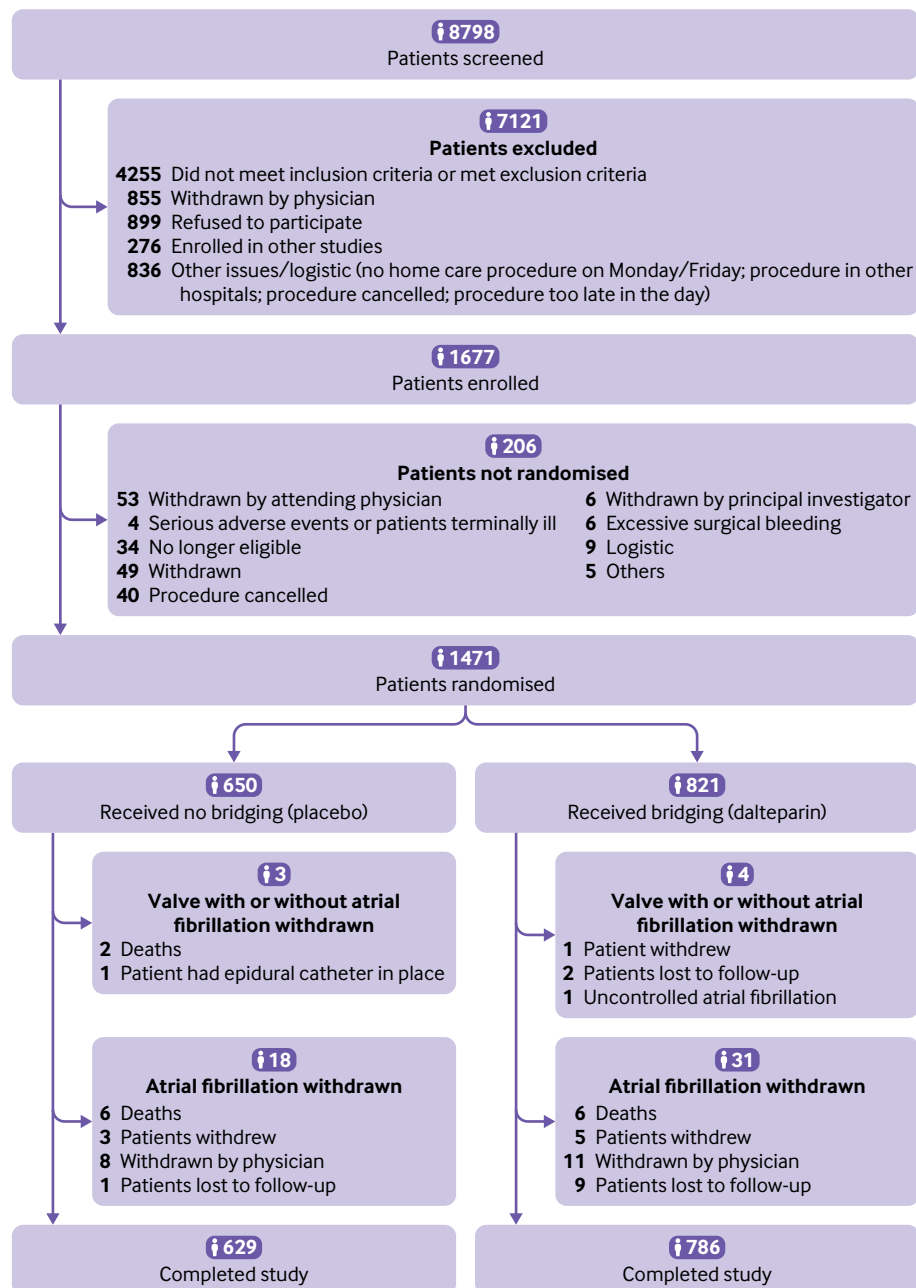 8798
Patients screened
7121
Patients excluded
4255 Did not meet inclusion criteria or met exclusion criteria
855 Withdrawn by physician
899 Refused to participate
276 Enrolled in other studies
836 Other issues/logistic (no home care procedure on Monday/Friday; procedure in other
hospitals; procedure cancelled; procedure too late in the day)
1677
Patients enrolled
206
Patients not randomised
53 Withdrawn by attending physician
4 Serious adverse events or patients terminally ill
34 No longer eligible
49 Withdrawn
40 Procedure cancelled
6 Withdrawn by principal investigator
6 Excessive surgical bleeding
9 Logistic
5 Others
1471
Patients randomised
650
Received no bridging (placebo)
3
Valve with or without atrial
fibrillation withdrawn
2 Deaths
1 Patient had epidural catheter in place
18
Atrial fibrillation withdrawn
6 Deaths
3 Patients withdrew
8 Withdrawn by physician
1 Patients lost to follow-up
629
Completed study
821
Received bridging (dalteparin)
4
Valve with or without atrial
fibrillation withdrawn
1 Patient withdrew
2 Patients lost to follow-up
1 Uncontrolled atrial fibrillation
31
Atrial fibrillation withdrawn
6 Deaths
5 Patients withdrew
11 Withdrawn by physician
9 Patients lost to follow-up
786
Completed study